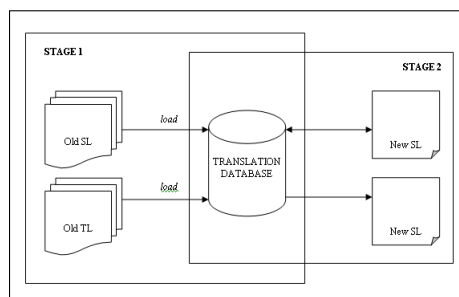 STAGE 1
STAGE 2
load
Old SL
New SL
TRANSLATION
DATABASE
load
Old TL
New SL